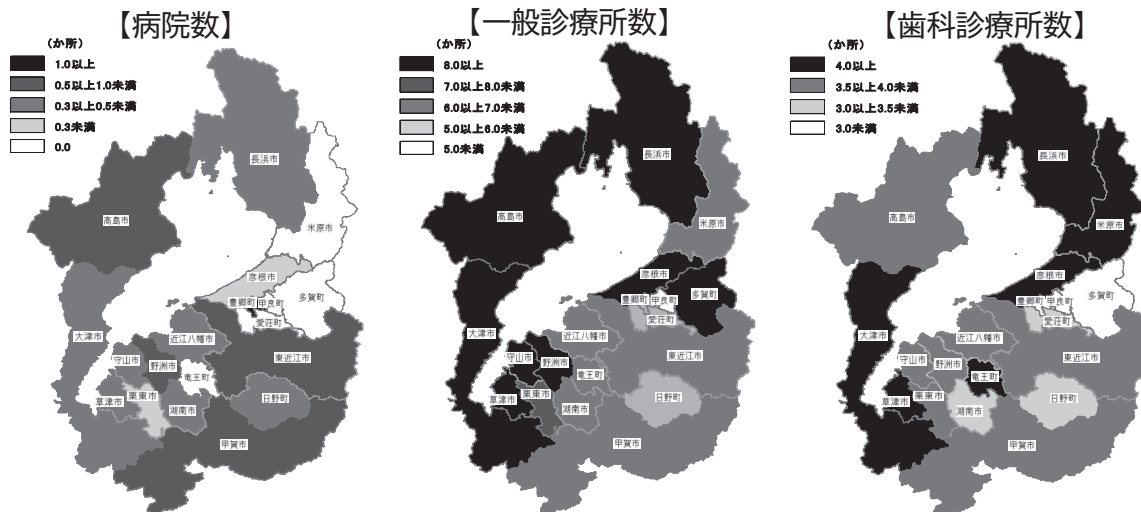 【病院数】
(か所)
1.0以上
0.5以上1.0未満
0.3以上0.5未満
0.3未満
0.0
長浜市
高島市
米原市
彦根市
多賀町
豊郷町
甲良町
愛荘町
大津市
近江八幡市
東近江市
守山市
野洲市
竜王町
草津市
栗東市
湖南市
日野町
甲賀市
【一般診療所数】
(か所)
8.0以上
7.0以上8.0未満
6.0以上7.0未満
5.0以上6.0未満
5.0未満
長浜市
高島市
米原市
彦根市
多賀町
豊郷町
甲良町
愛荘町
大津市
近江八幡市
東近江市
守山市
野洲市
竜王町
草津市
栗東市
湖南市
日野町
甲賀市
【歯科診療所数】
(か所)
4.0以上
3.5以上4.0未満
3.0以上3.5未満
3.0未満
長浜市
高島市
米原市
彦根市
多賀町
豊郷町
甲良町
愛荘町
大津市
近江八幡市
東近江市
守山市
野洲市
竜王町
草津市
栗東市
湖南市
日野町
甲賀市